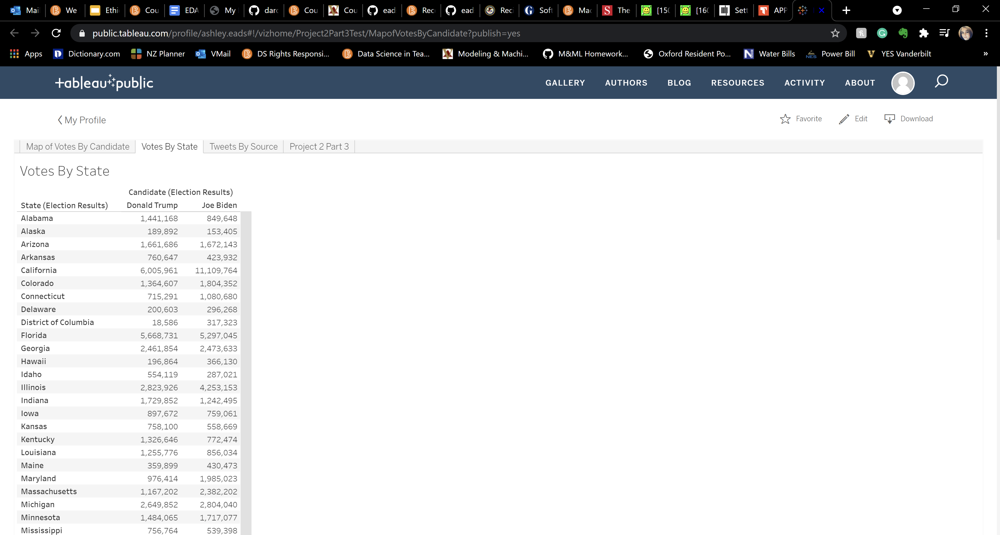 Mai We Ethi Cou EDA My darc Cou Cou ead Rec ead Reci Soft Mac The [150 [160 Sett APP
public.tableau.com/profile/ashley.eads#!/vizhome/Project2Part3Test/MapofVotesByCandidate?publish=yes
Apps Dictionary.com NZ Planner VMail DS Rights Responsi... Data Science in Tea... Modeling & Machi... M&ML Homework... Oxford Resident Po... Water Bills Power Bill YES Vanderbilt »
tableau public GALLERY AUTHORS BLOG RESOURCES ACTIVITY ABOUT
My Profile Favorite Edit Download
Map of Votes By Candidate Votes By State Tweets By Source Project 2 Part 3
Votes By State
Candidate (Election Results)
State (Election Results) Donald Trump Joe Biden
Alabama 1,441,168 849,648
Alaska 189,892 153,405
Arizona 1,661,686 1,672,143
Arkansas 760,647 423,932
California 6,005,961 11,109,764
Colorado 1,364,607 1,804,352
Connecticut 715,291 1,080,680
Delaware 200,603 296,268
District of Columbia 18,586 317,323
Florida 5,668,731 5,297,045
Georgia 2,461,854 2,473,633
Hawaii 196,864 366,130
Idaho 554,119 287,021
Illinois 2,823,926 4,253,153
Indiana 1,729,852 1,242,495
Iowa 897,672 759,061
Kansas 758,100 558,669
Kentucky 1,326,646 772,474
Louisiana 1,255,776 856,034
Maine 359,899 430,473
Maryland 976,414 1,985,023
Massachusetts 1,167,202 2,382,202
Michigan 2,649,852 2,804,040
Minnesota 1,484,065 1,717,077
Mississippi 756,764 539,398